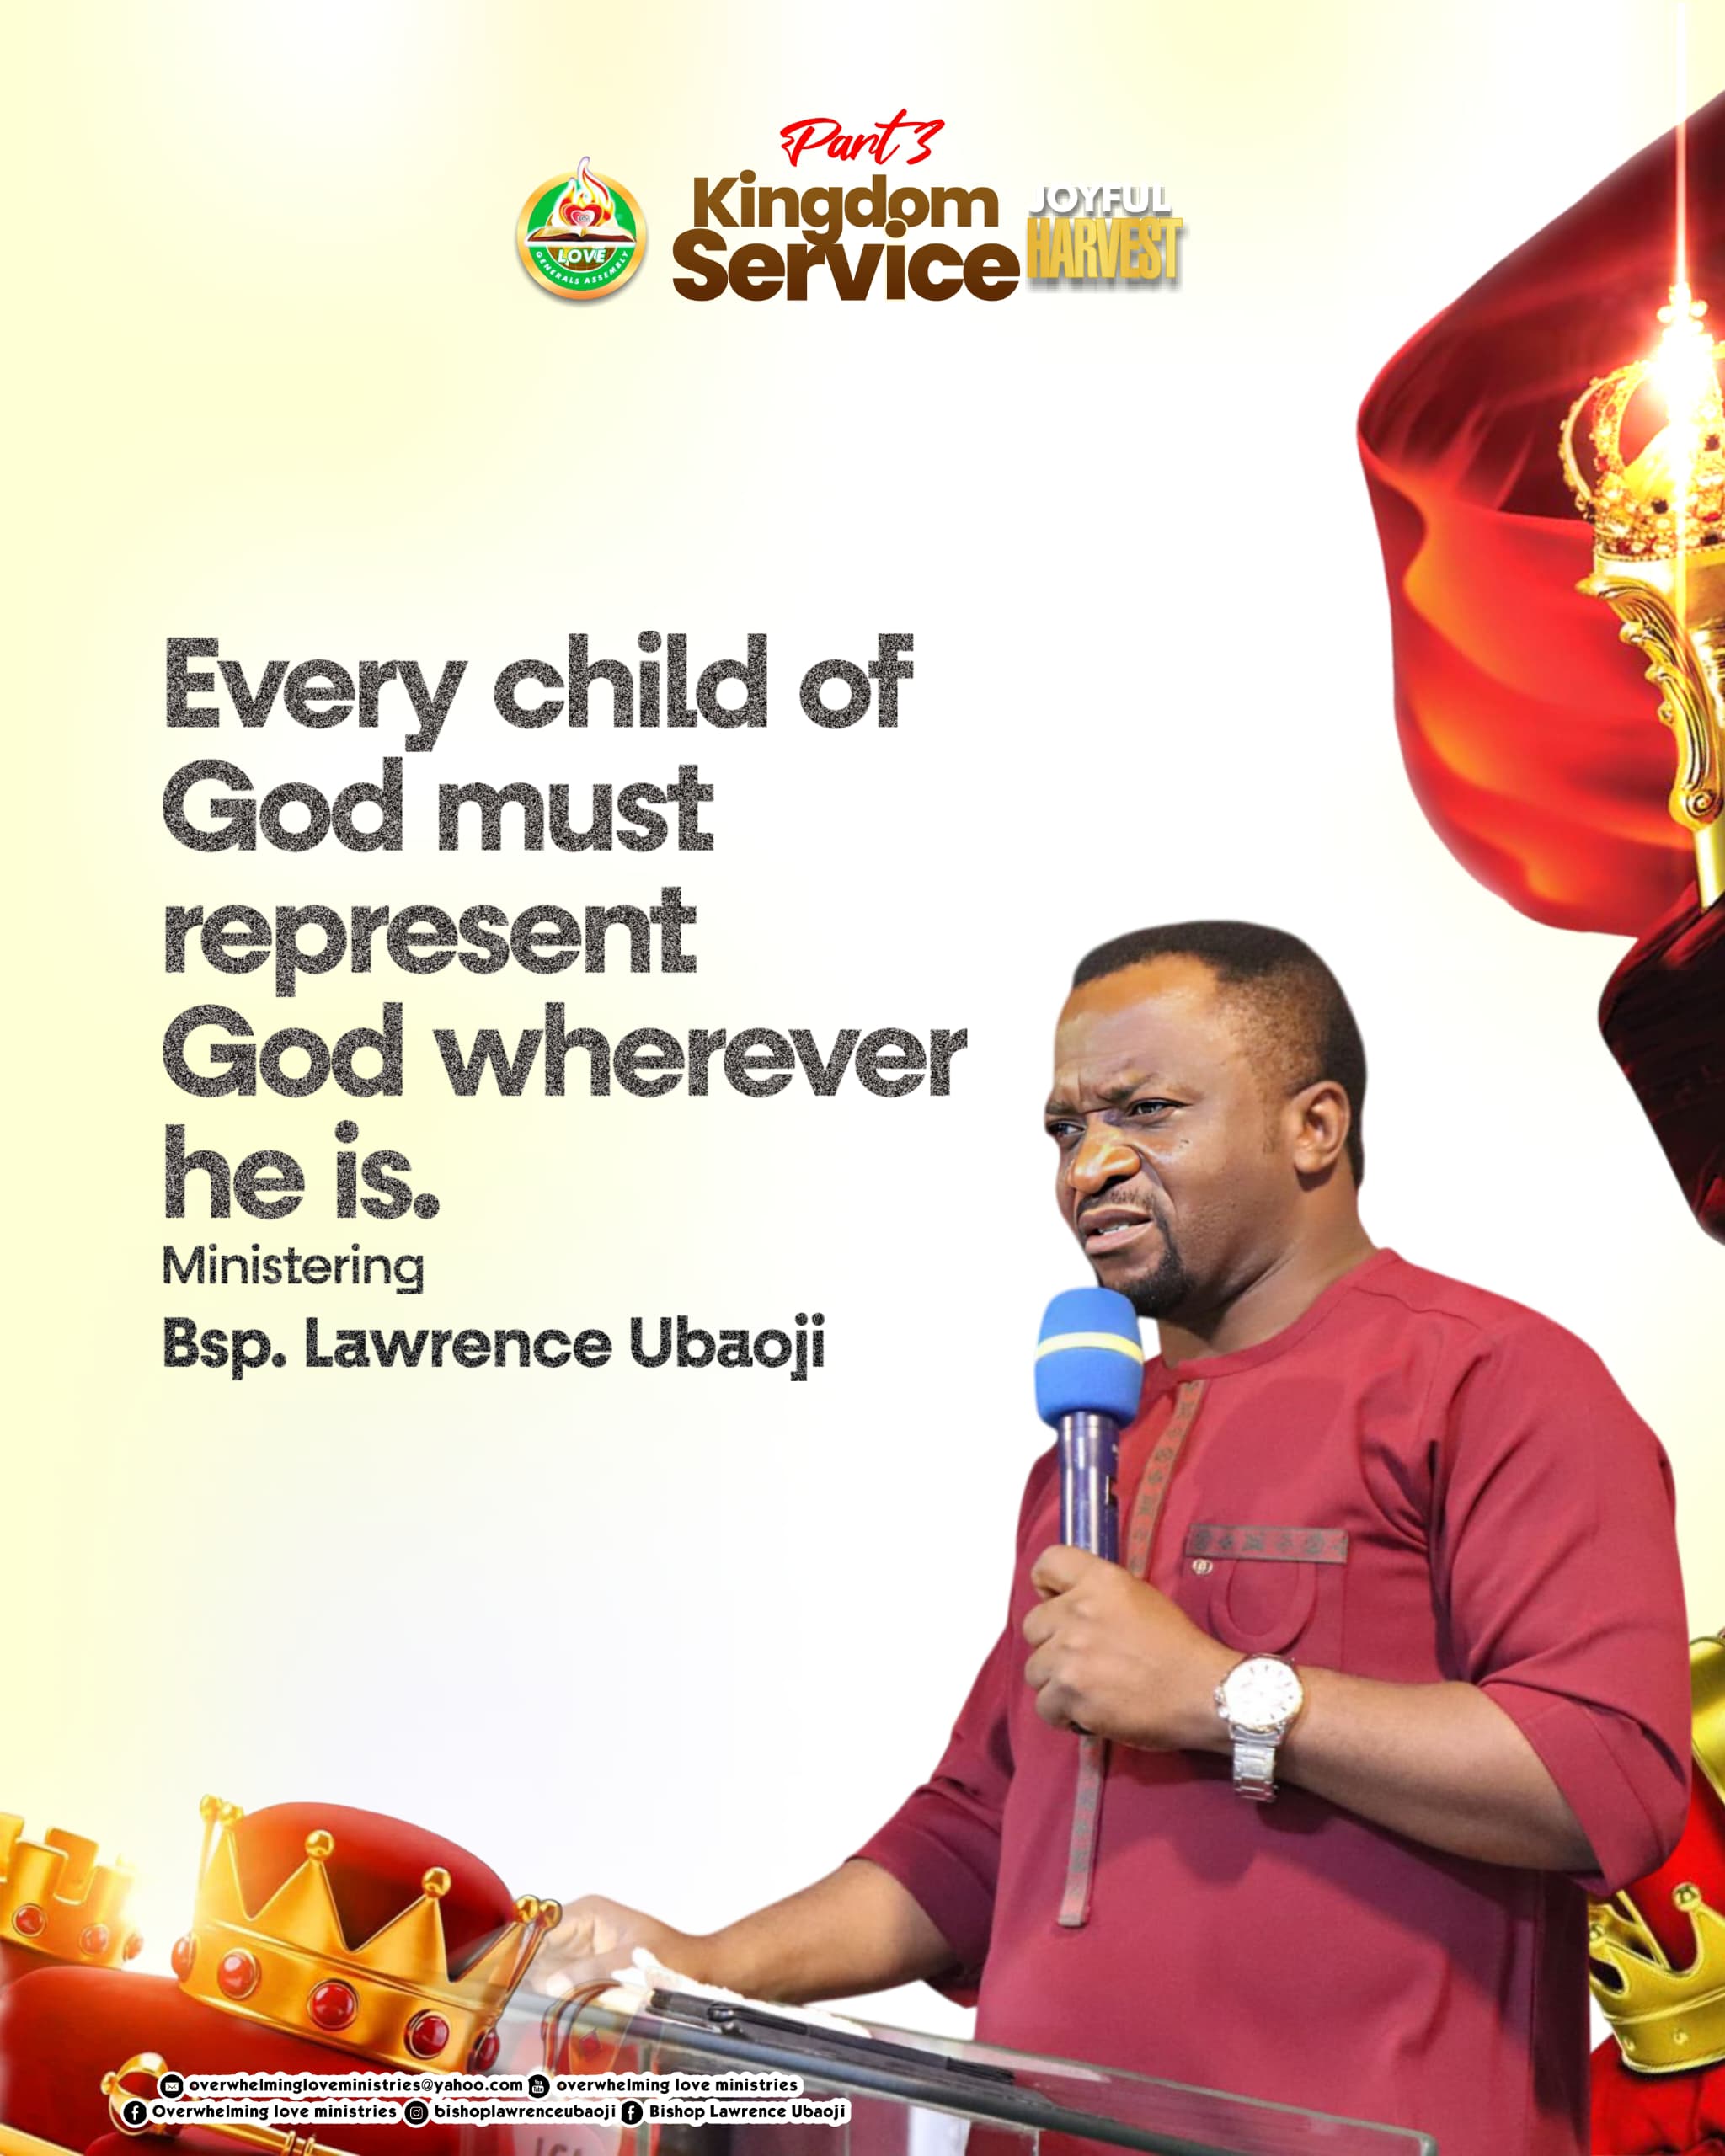 Part 3
Kingdom
Service
JOYFUL
HARVEST
LOVE
GENERALS ASSEMBLY
Every child of
God must
represent
God wherever
he is.
Ministering
Bsp. Lawrence Ubaoji
overwhelmingloveministries@yahoo.com overwhelming love ministries
Overwhelming love ministries bishoplawrenceubaoji Bishop Lawrence Ubaoji